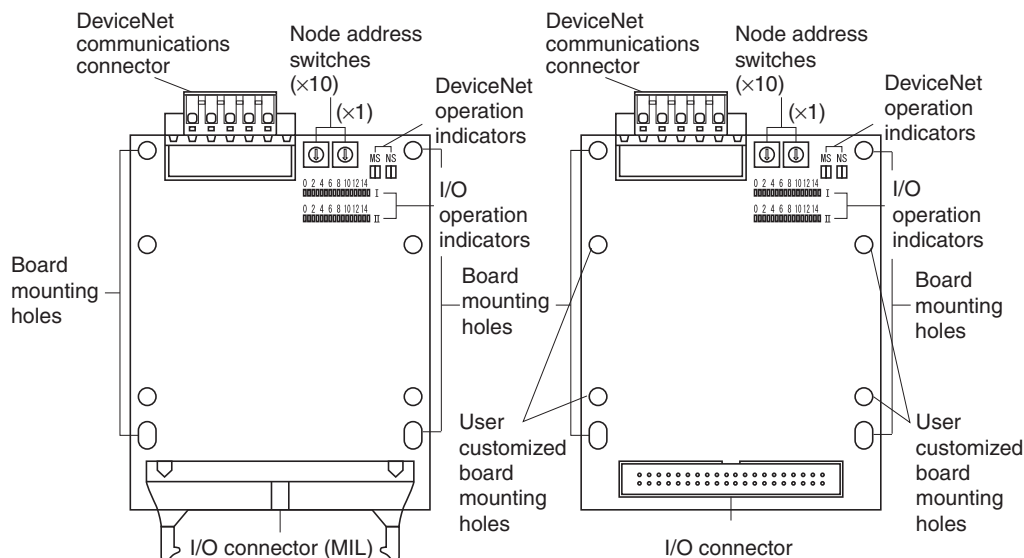 DeviceNet
communications
connector
Node address
switches
(×10)
(×1)
DeviceNet
operation
indicators
MS NS
0 2 4 6 8 10 12 14
I
0 2 4 6 8 10 12 14
II
I/O
operation
indicators
Board
mounting
holes
Board
mounting
holes
I/O connector (MIL)
DeviceNet
communications
connector
Node address
switches
(×10)
(×1)
DeviceNet
operation
indicators
MS NS
0 2 4 6 8 10 12 14
I
0 2 4 6 8 10 12 14
II
I/O
operation
indicators
Board
mounting
holes
User
customized
board
mounting
holes
User
customized
board
mounting
holes
I/O connector